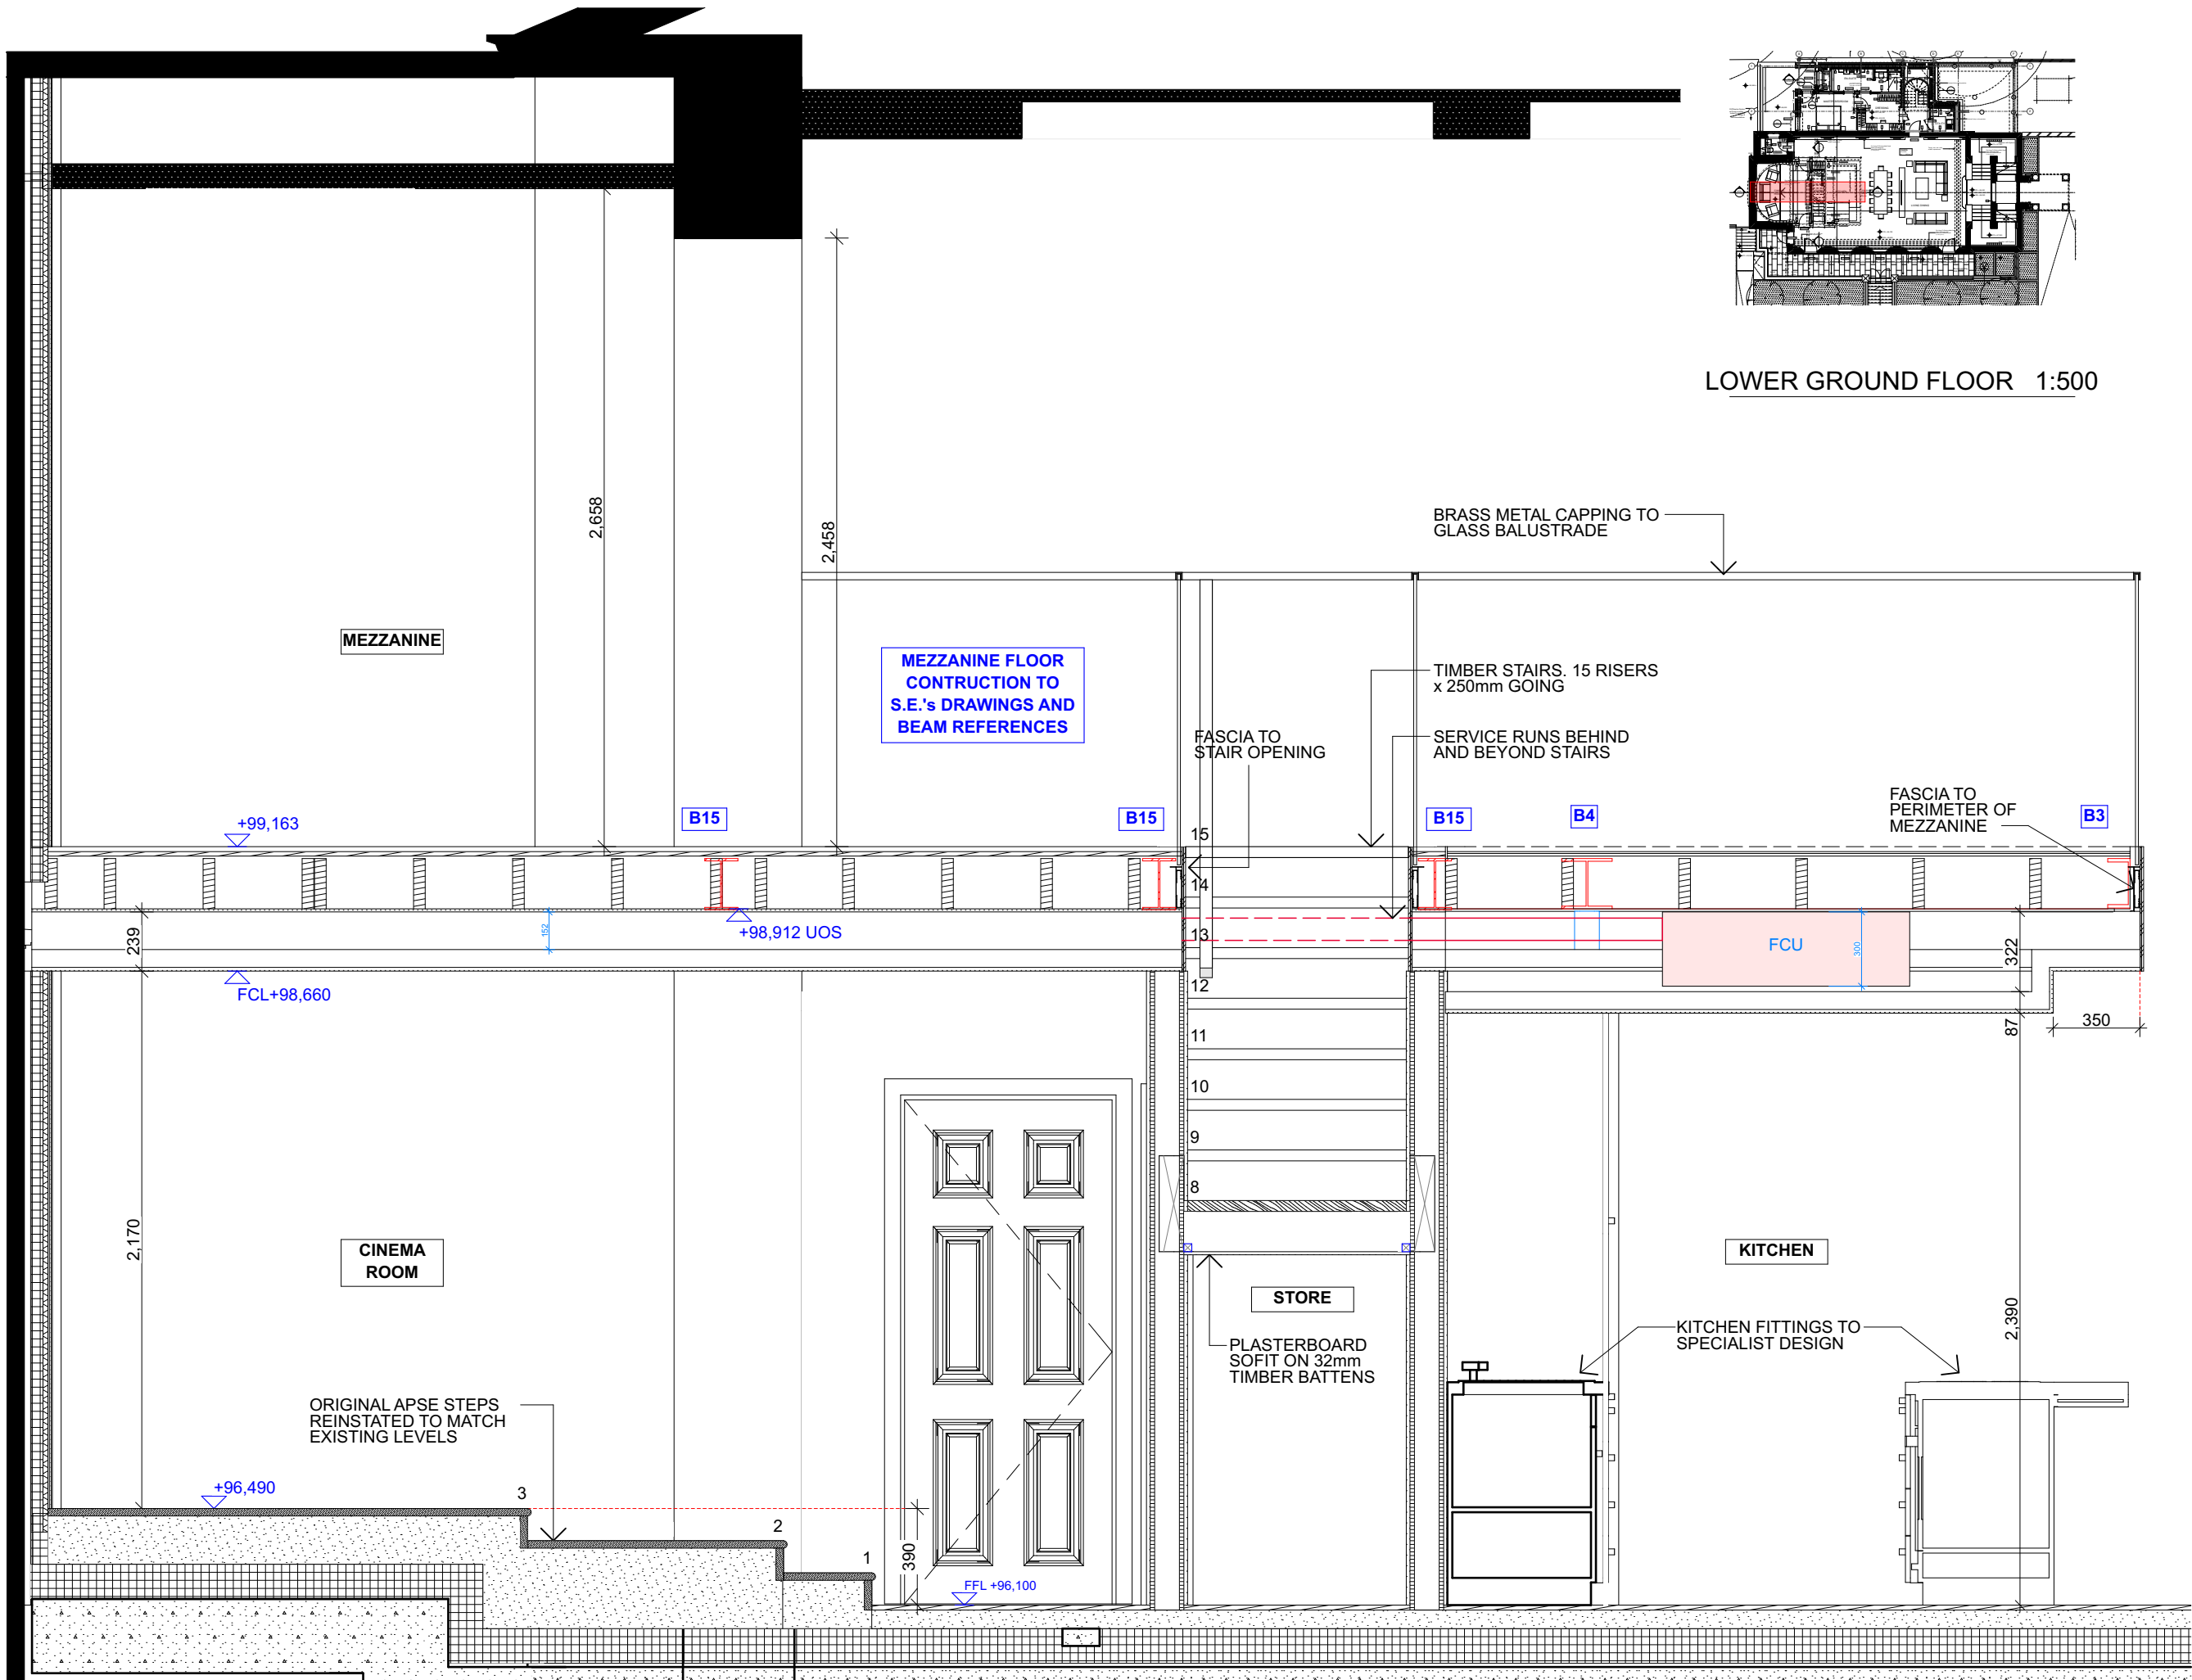 LOWER GROUND FLOOR 1:500
2,658
2,458
BRASS METAL CAPPING TO
GLASS BALUSTRADE
MEZZANINE
MEZZANINE FLOOR
CONTRUCTION TO
S.E.'s DRAWINGS AND
BEAM REFERENCES
TIMBER STAIRS. 15 RISERS
x 250mm GOING
FASCIA TO
STAIR OPENING
SERVICE RUNS BEHIND
AND BEYOND STAIRS
FASCIA TO
PERIMETER OF
MEZZANINE
+99,163
B15
B15
B15
B4
B3
15
14
13
12
11
10
9
8
239
152
+98,912 UOS
FCL+98,660
FCU
300
322
87
350
2,170
CINEMA
ROOM
STORE
KITCHEN
PLASTERBOARD
SOFIT ON 32mm
TIMBER BATTENS
KITCHEN FITTINGS TO
SPECIALIST DESIGN
2,390
ORIGINAL APSE STEPS
REINSTATED TO MATCH
EXISTING LEVELS
+96,490
3
2
1
390
FFL +96,100